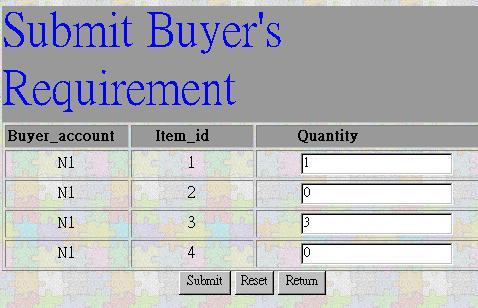 Submit Buyer's
Requirement
Buyer_account Item_id Quantity
N1 1 1
N1 2 0
N1 3 3
N1 4 0
Submit Reset Return